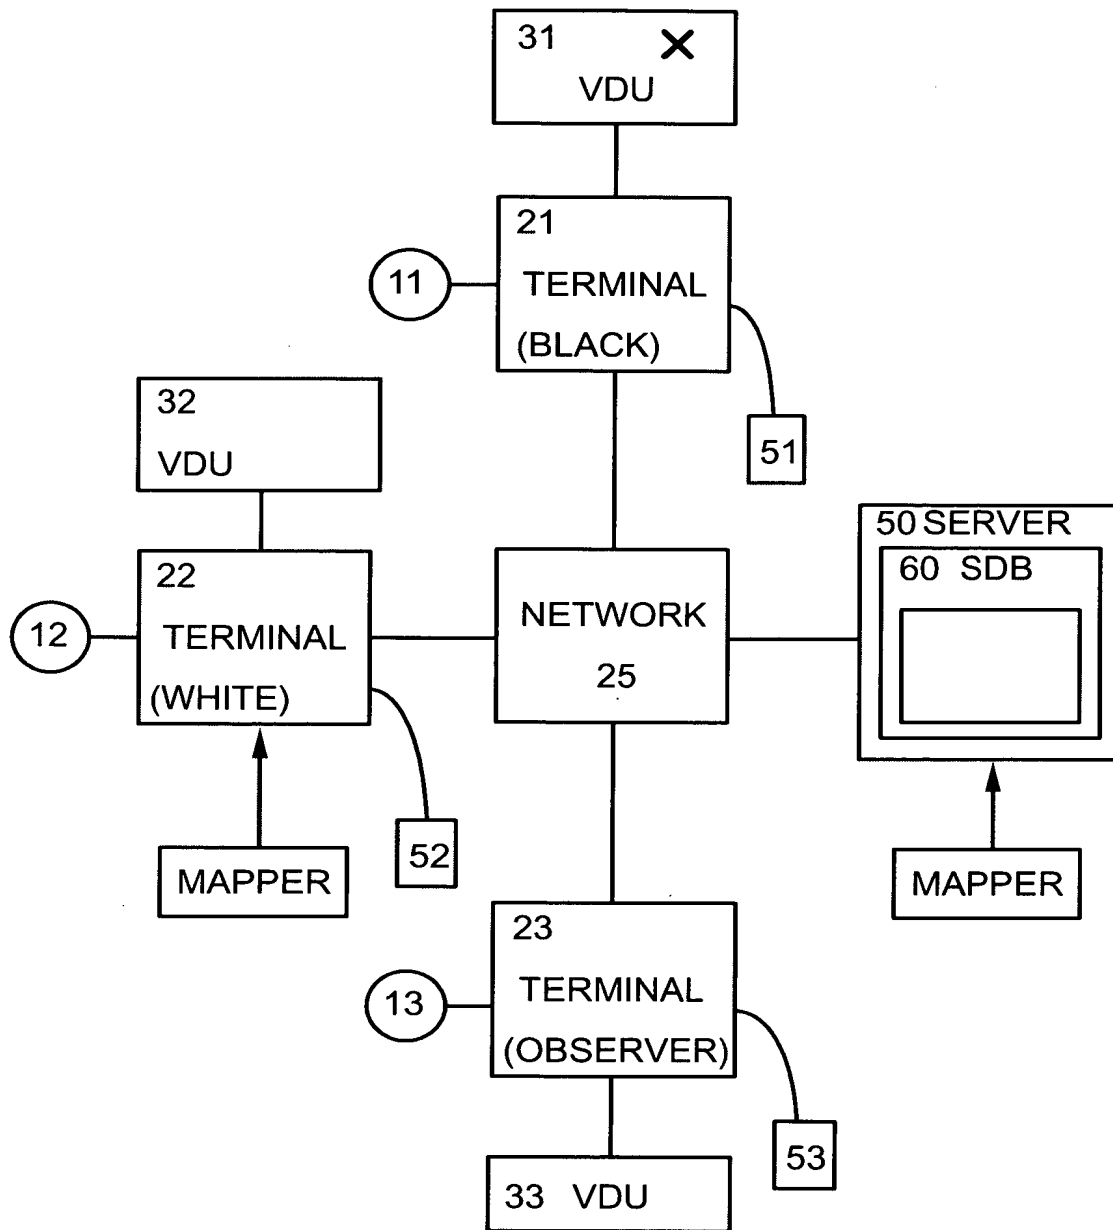 31
VDU
21
TERMINAL
(BLACK)
11
51
32
VDU
22
TERMINAL
(WHITE)
12
52
MAPPER
NETWORK
25
50 SERVER
60 SDB
MAPPER
23
TERMINAL
(OBSERVER)
13
53
33 VDU